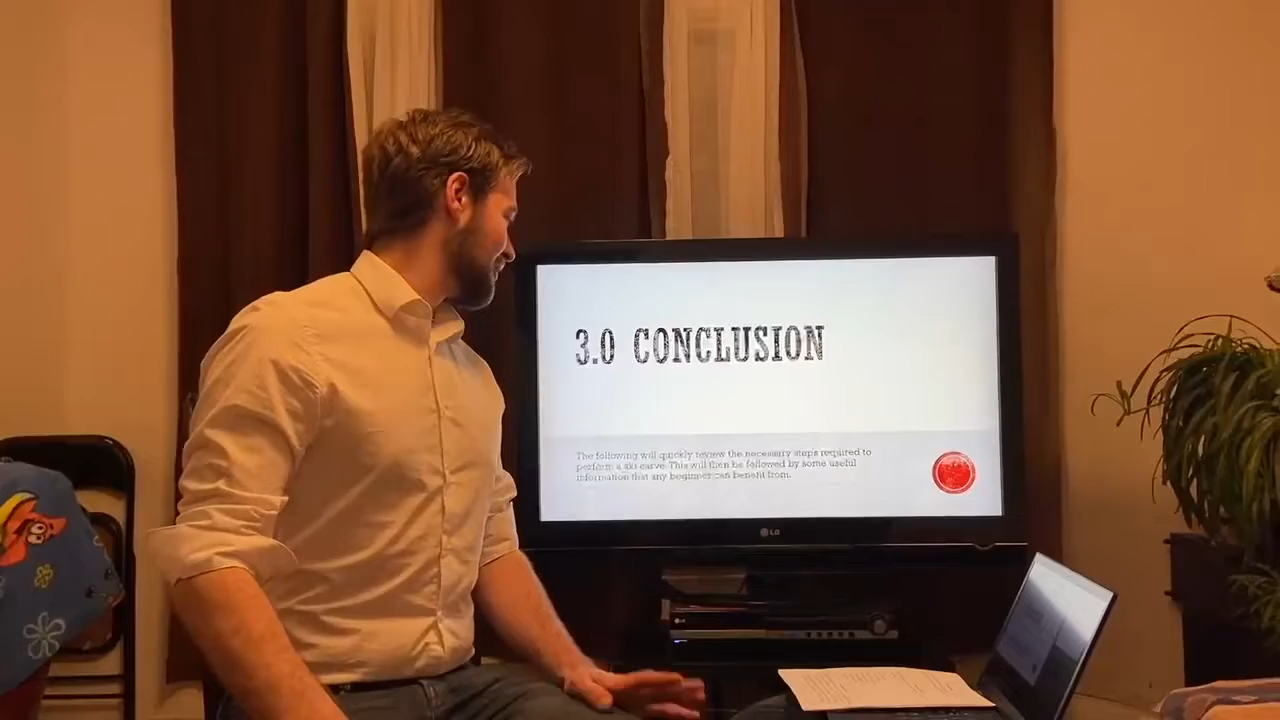 3.0 CONCLUSION
The following will quickly review the necessary steps required to
perform a ski carve. This will then be followed by some useful
information that any beginner can benefit from.
LG